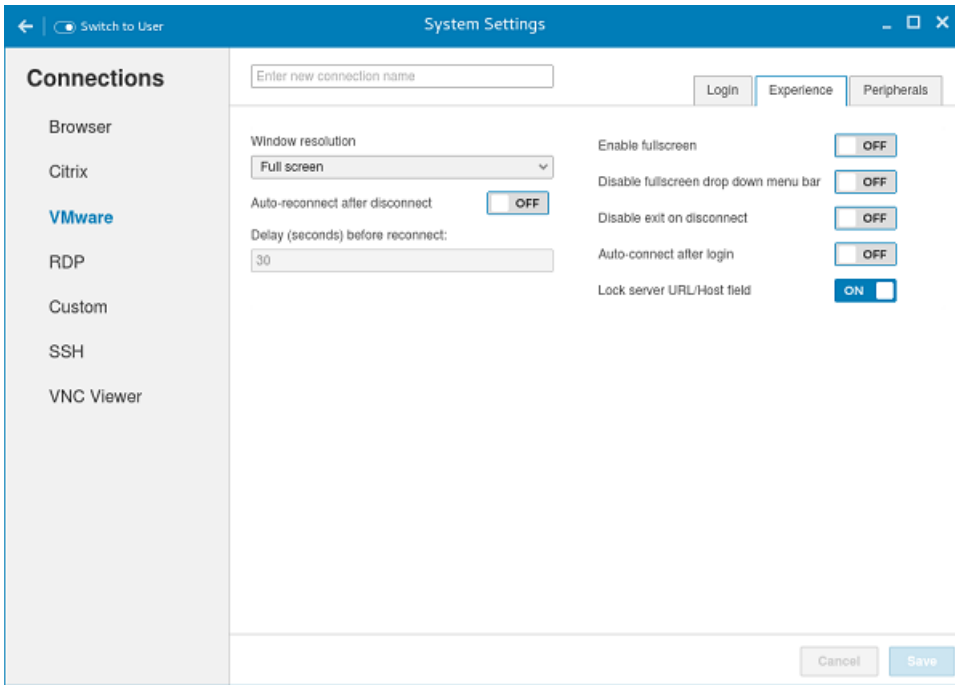 Switch to User
System Settings
Connections
Browser
Citrix
VMware
RDP
Custom
SSH
VNC Viewer
Enter new connection name
Login
Experience
Peripherals
Window resolution
Full screen
Auto-reconnect after disconnect OFF
Delay (seconds) before reconnect:
30
Enable fullscreen OFF
Disable fullscreen drop down menu bar OFF
Disable exit on disconnect OFF
Auto-connect after login OFF
Lock server URL/Host field ON
Cancel
Save